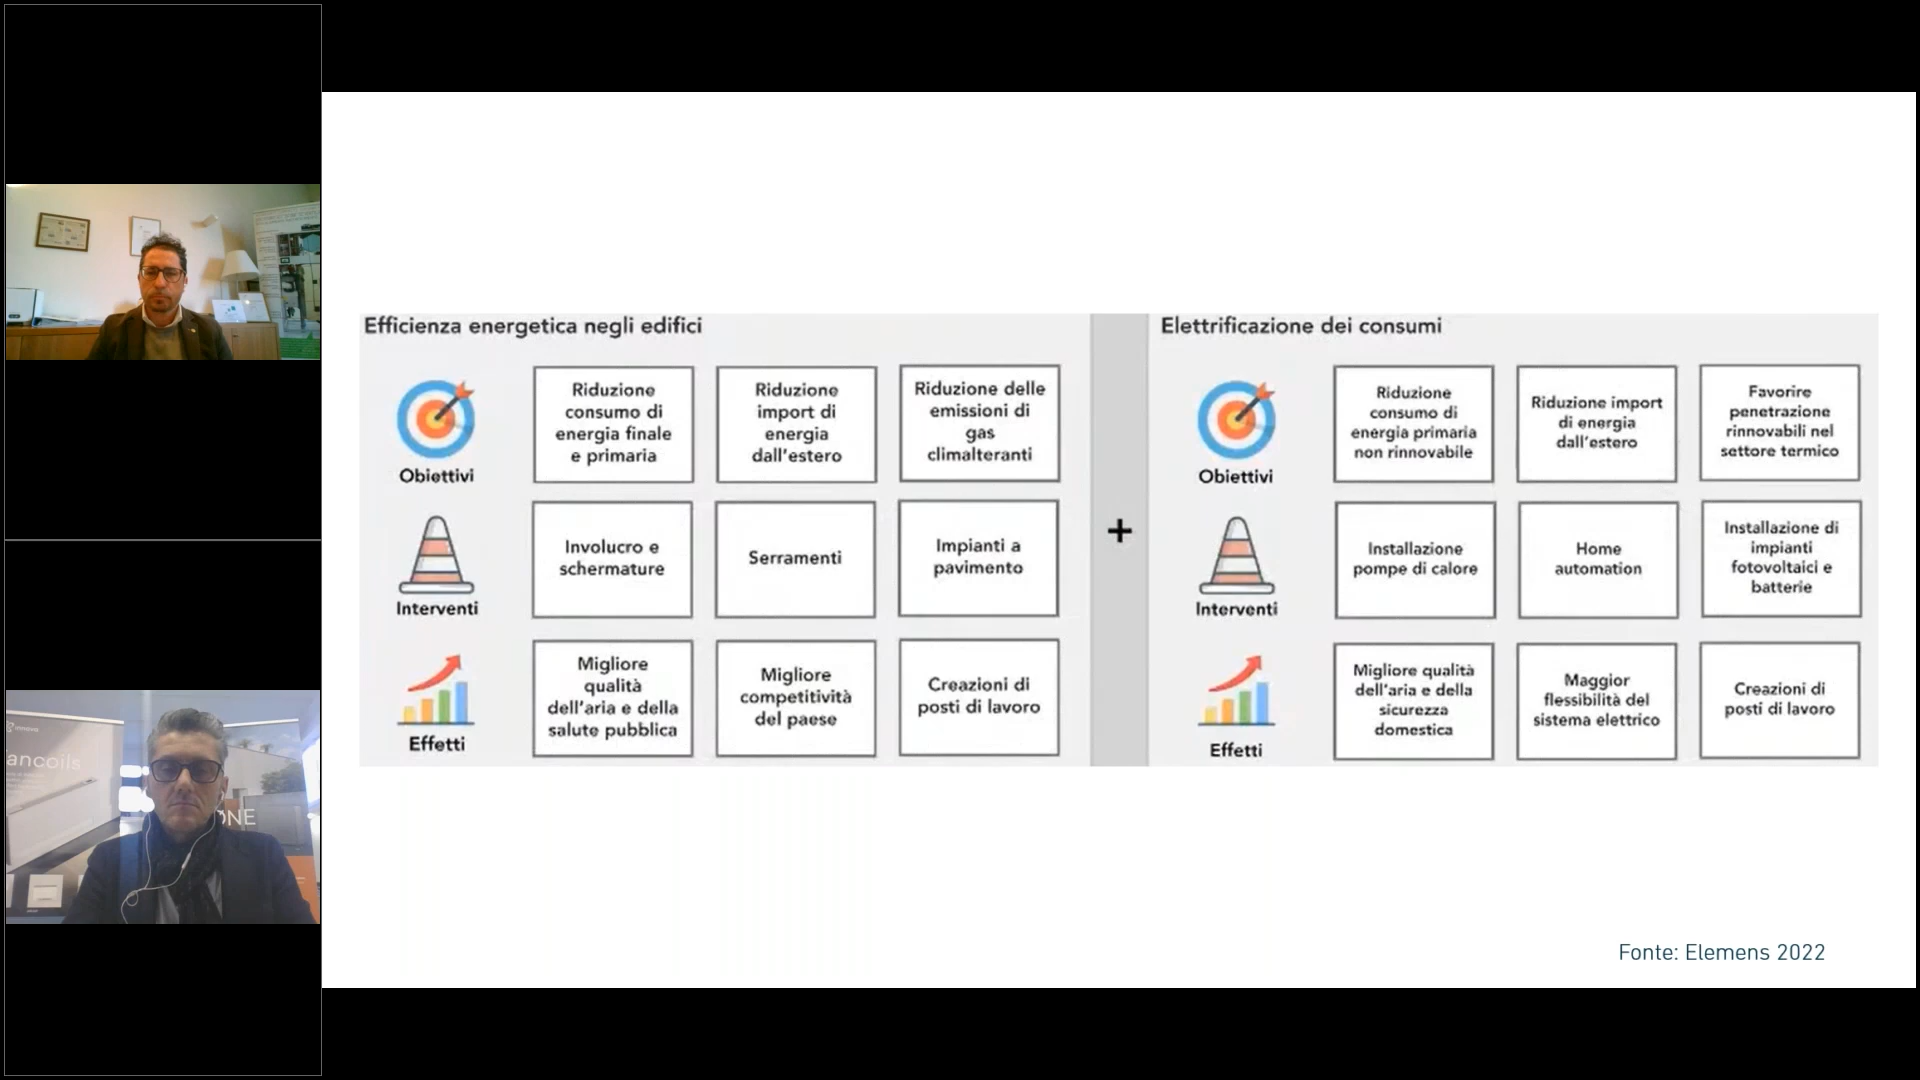 Efficienza energetica negli edifici
Obiettivi
Riduzione
consumo di
energia finale
e primaria
Riduzione
import di
energia
dall'estero
Riduzione delle
emissioni di
gas
climalteranti
Interventi
Involucro e
schermature
Serramenti
Impianti a
pavimento
Effetti
Migliore
qualità
dell'aria e della
salute pubblica
Migliore
competitività
del paese
Creazioni di
posti di lavoro
+
Elettrificazione dei consumi
Obiettivi
Riduzione
consumo di
energia primaria
non rinnovabile
Riduzione import
di energia
dall'estero
Favorire
penetrazione
rinnovabili nel
settore termico
Interventi
Installazione
pompe di calore
Home
automation
Installazione di
impianti
fotovoltaici e
batterie
Effetti
Migliore qualità
dell'aria e della
sicurezza
domestica
Maggior
flessibilità del
sistema elettrico
Creazioni di
posti di lavoro
Fonte: Elemens 2022
ancoils
ONE